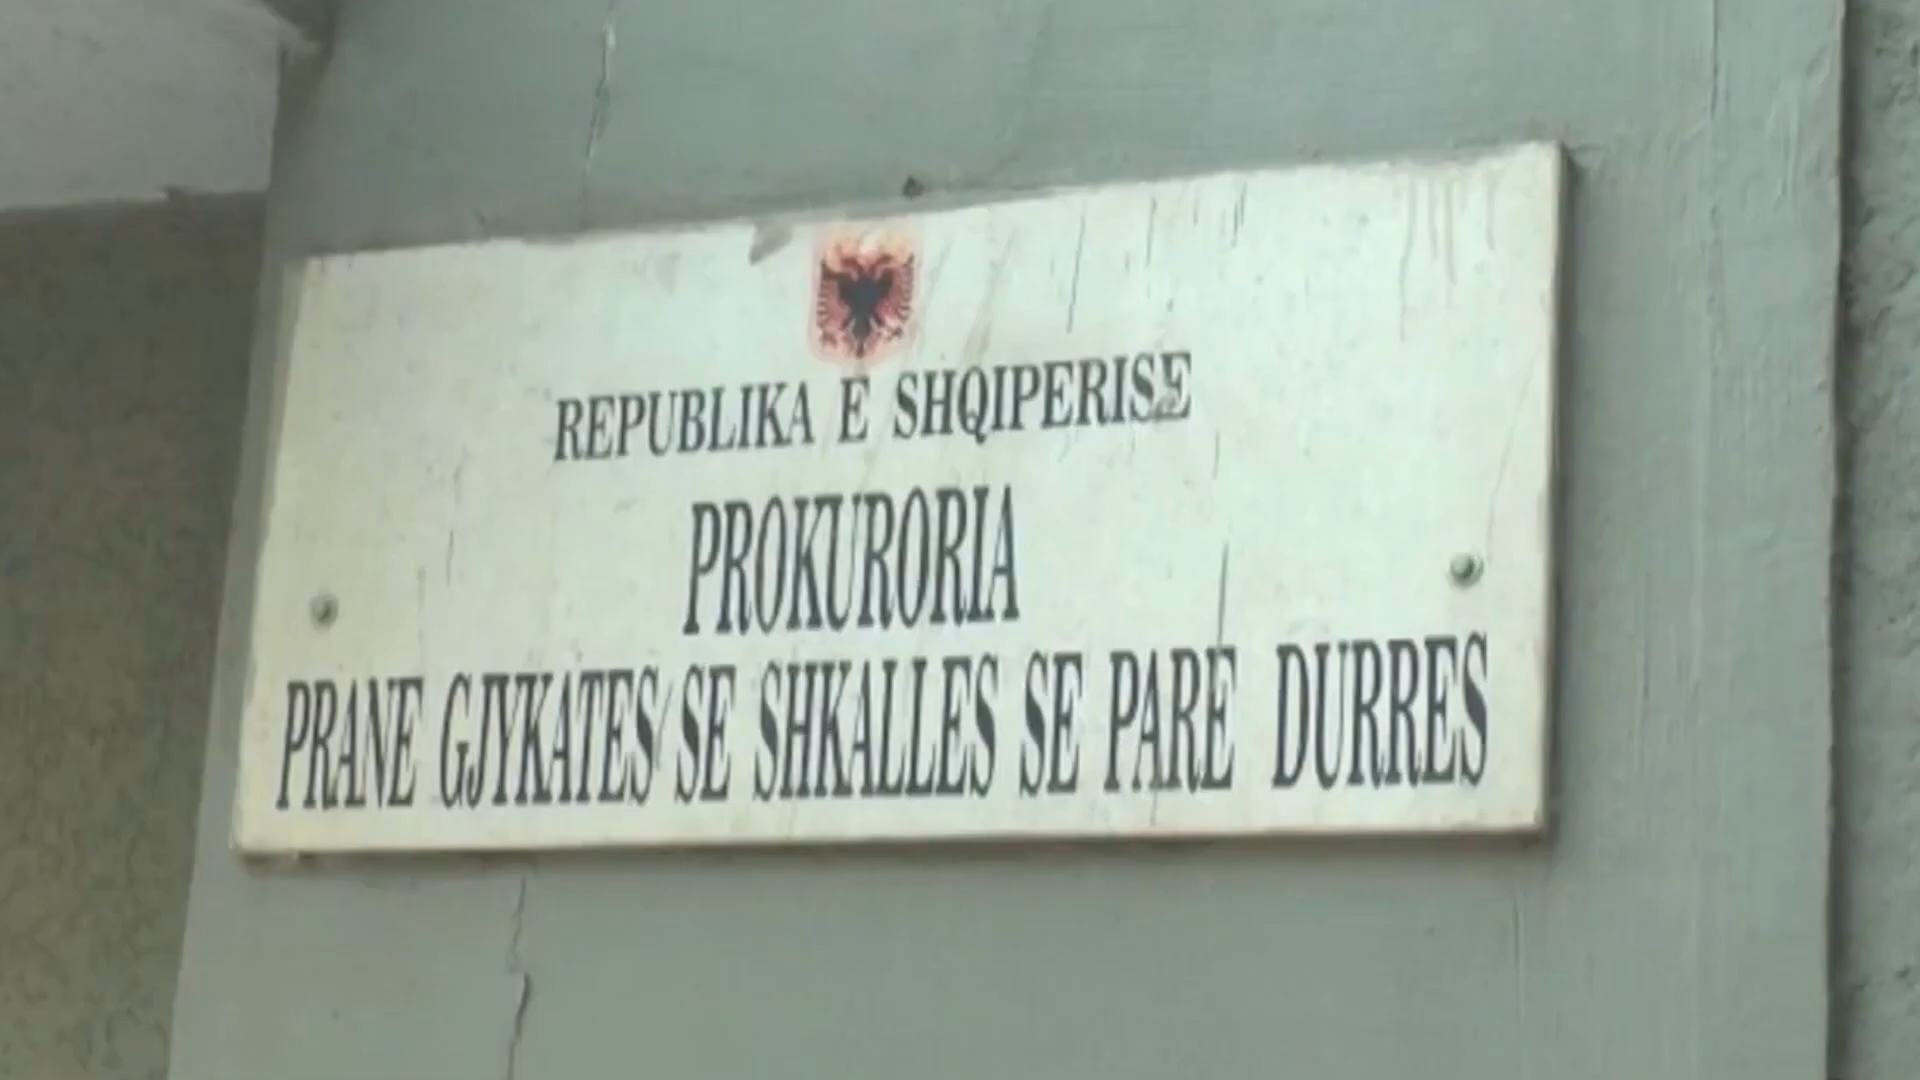 REPUBLIKA E SHQIPERISE
PROKURORIA
PRANE GJYKATES SE SHKALLES SE PARE DURRES